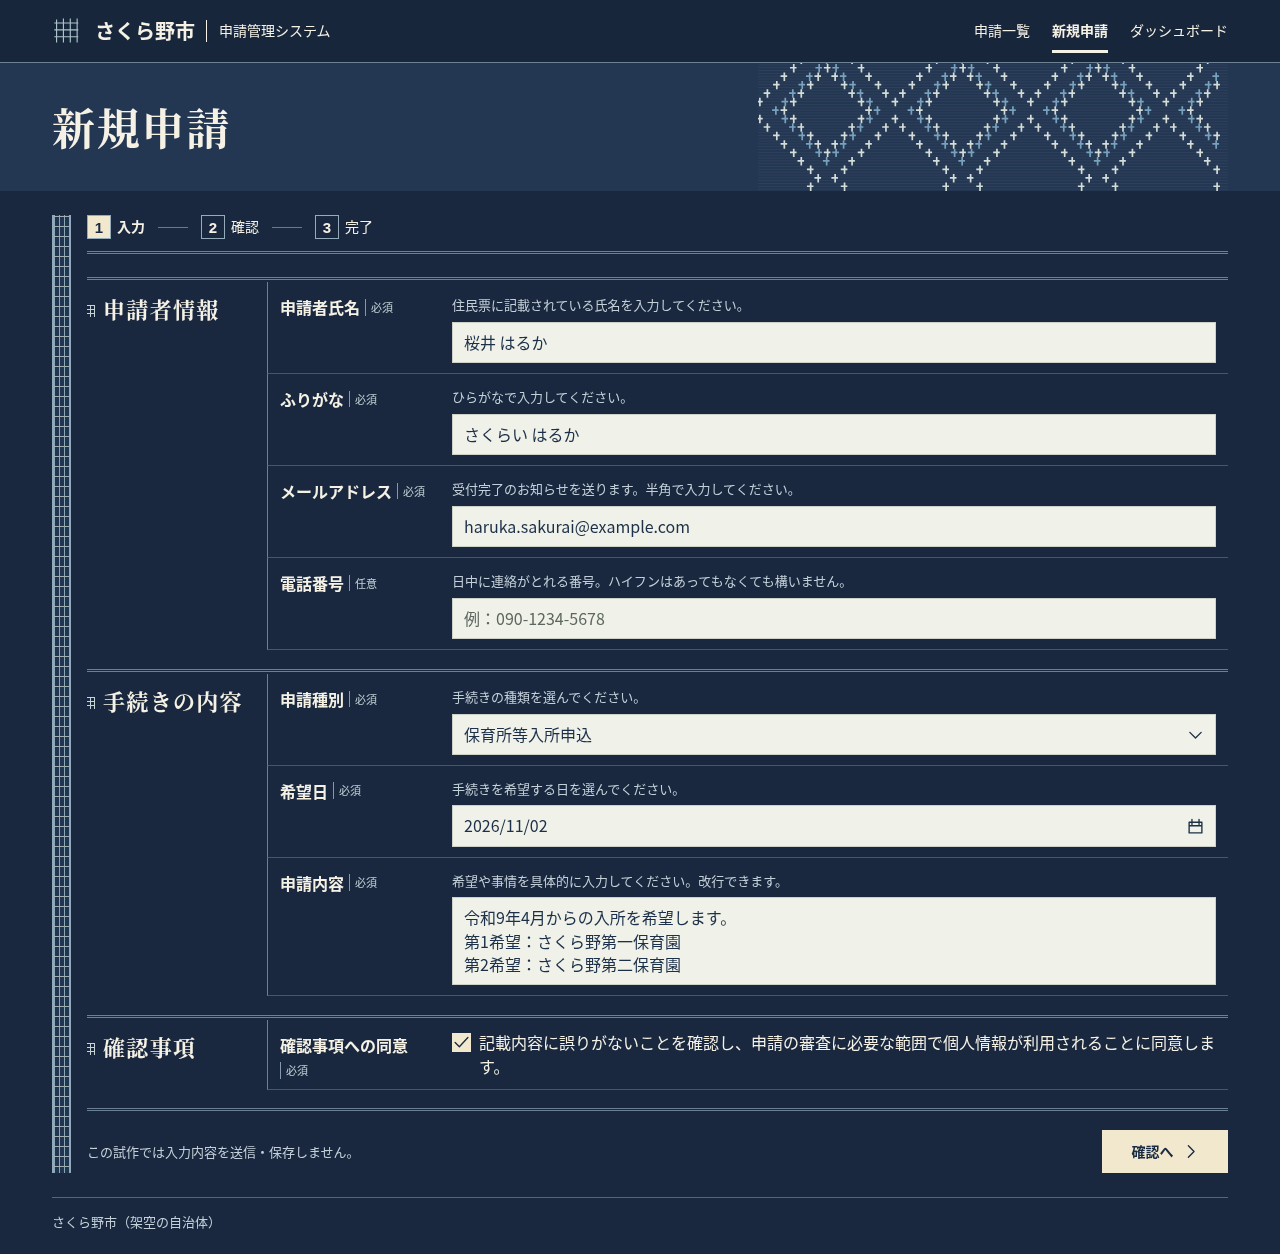 さくら野市 申請管理システム 申請一覧 新規申請 ダッシュボード
新規申請
1 入力 2 確認 3 完了
申請者情報
申請者氏名 必須 住民票に記載されている氏名を入力してください。
桜井 はるか
ふりがな 必須 ひらがなで入力してください。
さくらい はるか
メールアドレス 必須 受付完了のお知らせを送ります。半角で入力してください。
haruka.sakurai@example.com
電話番号 任意 日中に連絡がとれる番号。ハイフンはあってもなくても構いません。
例：090-1234-5678
手続きの内容
申請種別 必須 手続きの種類を選んでください。
保育所等入所申込
希望日 必須 手続きを希望する日を選んでください。
2026/11/02
申請内容 必須 希望や事情を具体的に入力してください。改行できます。
令和9年4月からの入所を希望します。
第1希望：さくら野第一保育園
第2希望：さくら野第二保育園
確認事項
確認事項への同意 必須
記載内容に誤りがないことを確認し、申請の審査に必要な範囲で個人情報が利用されることに同意しま
す。
この試作では入力内容を送信・保存しません。 確認へ
さくら野市（架空の自治体）